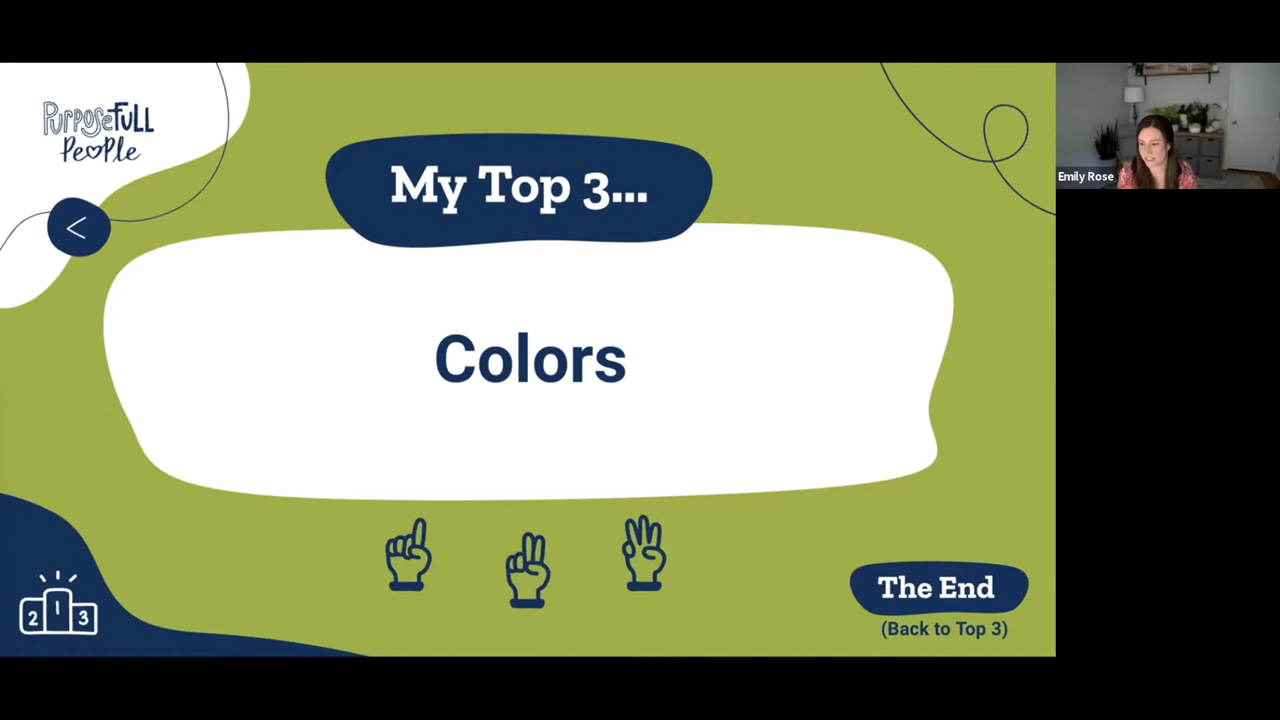 PurposeFULL
PeoPle
My Top 3...
<
Colors
2 1 3
The End
(Back to Top 3)
Emily Rose